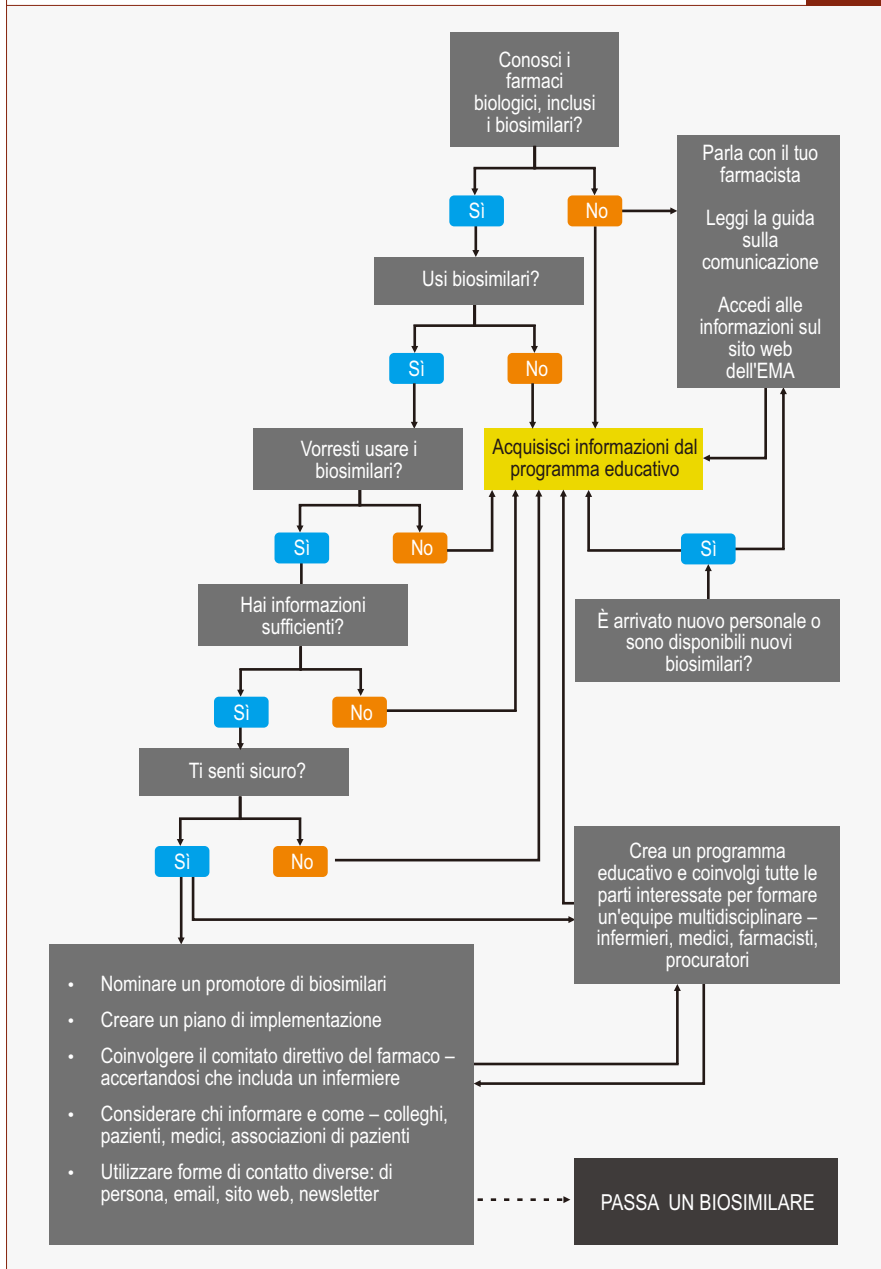 Conosci i
farmaci
biologici, inclusi
i biosimilari?
Sì
No
Parla con il tuo
farmacista
Leggi la guida
sulla
comunicazione
Accedi alle
informazioni sul
sito web
dell'EMA
Usi biosimilari?
Sì
No
Vorresti usare i
biosimilari?
Acquisisci informazioni dal
programma educativo
Sì
No
Sì
Hai informazioni
sufficienti?
È arrivato nuovo personale o
sono disponibili nuovi
biosimilari?
Sì
No
Ti senti sicuro?
Sì
No
Crea un programma
educativo e coinvolgi tutte le
parti interessate per formare
un'equipe multidisciplinare –
infermieri, medici, farmacisti,
procuratori
• Nominare un promotore di biosimilari
• Creare un piano di implementazione
• Coinvolgere il comitato direttivo del farmaco –
accertandosi che includa un infermiere
• Considerare chi informare e come – colleghi,
pazienti, medici, associazioni di pazienti
• Utilizzare forme di contatto diverse: di
persona, email, sito web, newsletter
PASSA UN BIOSIMILARE